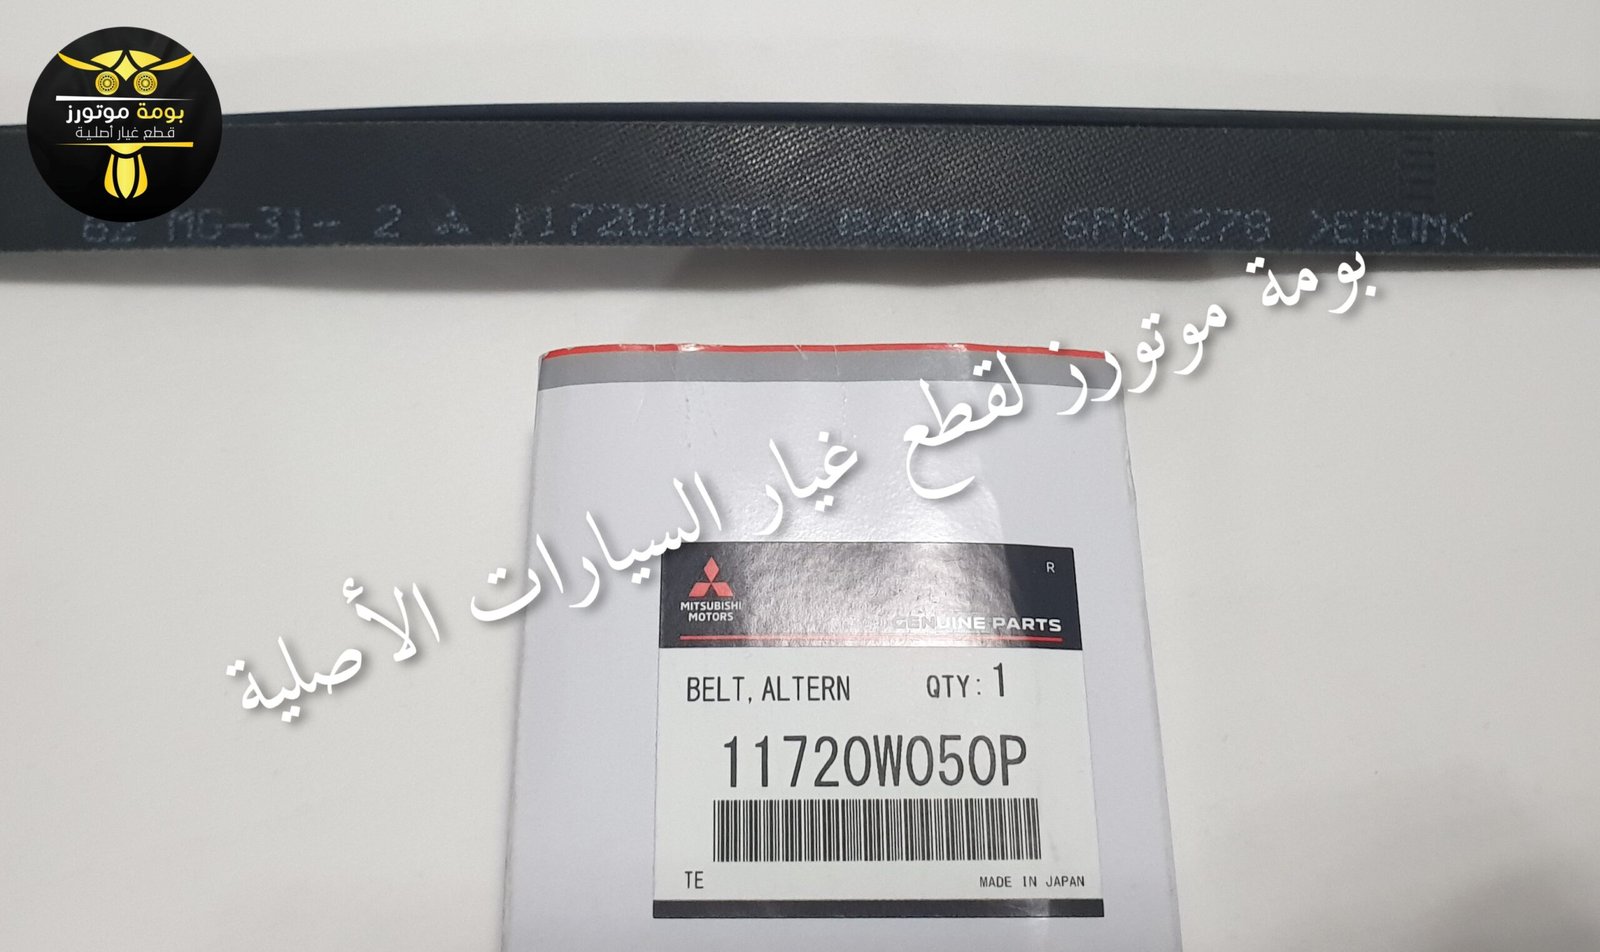 بومة موتورز
قطع غيار أصلية
62 MG-31- 2 11720W050P BANDO 6PK1278 >EPDM<
بومة موتورز لقطع غيار السيارات الأصلية
MITSUBISHI
MOTORS
R
GENUINE PARTS
BELT, ALTERN QTY: 1
11720W050P
TE MADE IN JAPAN